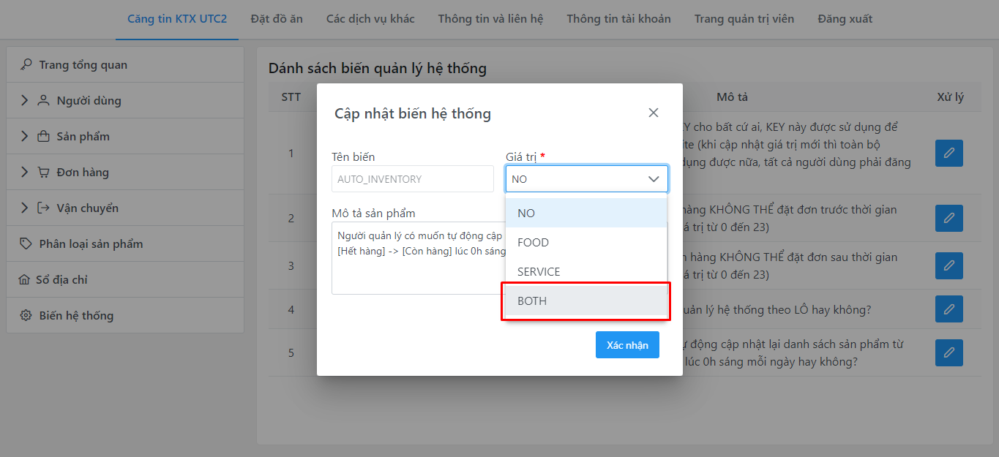 Căng tin KTX UTC2 Đặt đồ ăn Các dịch vụ khác Thông tin và liên hệ Thông tin tài khoản Trang quản trị viên Đăng xuất
Trang tổng quan
Người dùng
Sản phẩm
Đơn hàng
Vận chuyển
Phân loại sản phẩm
Sổ địa chỉ
Biến hệ thống
Dánh sách biến quản lý hệ thống
STT Mô tả Xử lý
1
cho bất cứ ai, KEY này được sử dụng để
(khi cập nhật giá trị mới thì toàn bộ
dụng được nữa, tất cả người dùng phải đăng
2
hàng KHÔNG THỂ đặt đơn trước thời gian
trị từ 0 đến 23)
3
hàng KHÔNG THỂ đặt đơn sau thời gian
trị từ 0 đến 23)
4
lý hệ thống theo LÔ hay không?
5
động cập nhật lại danh sách sản phẩm từ
lúc 0h sáng mỗi ngày hay không?
Cập nhật biến hệ thống
Tên biến
AUTO_INVENTORY
Giá trị *
NO
NO
FOOD
SERVICE
BOTH
Mô tả sản phẩm
Người quản lý có muốn tự động cập
[Hết hàng] -> [Còn hàng] lúc 0h sáng
Xác nhận